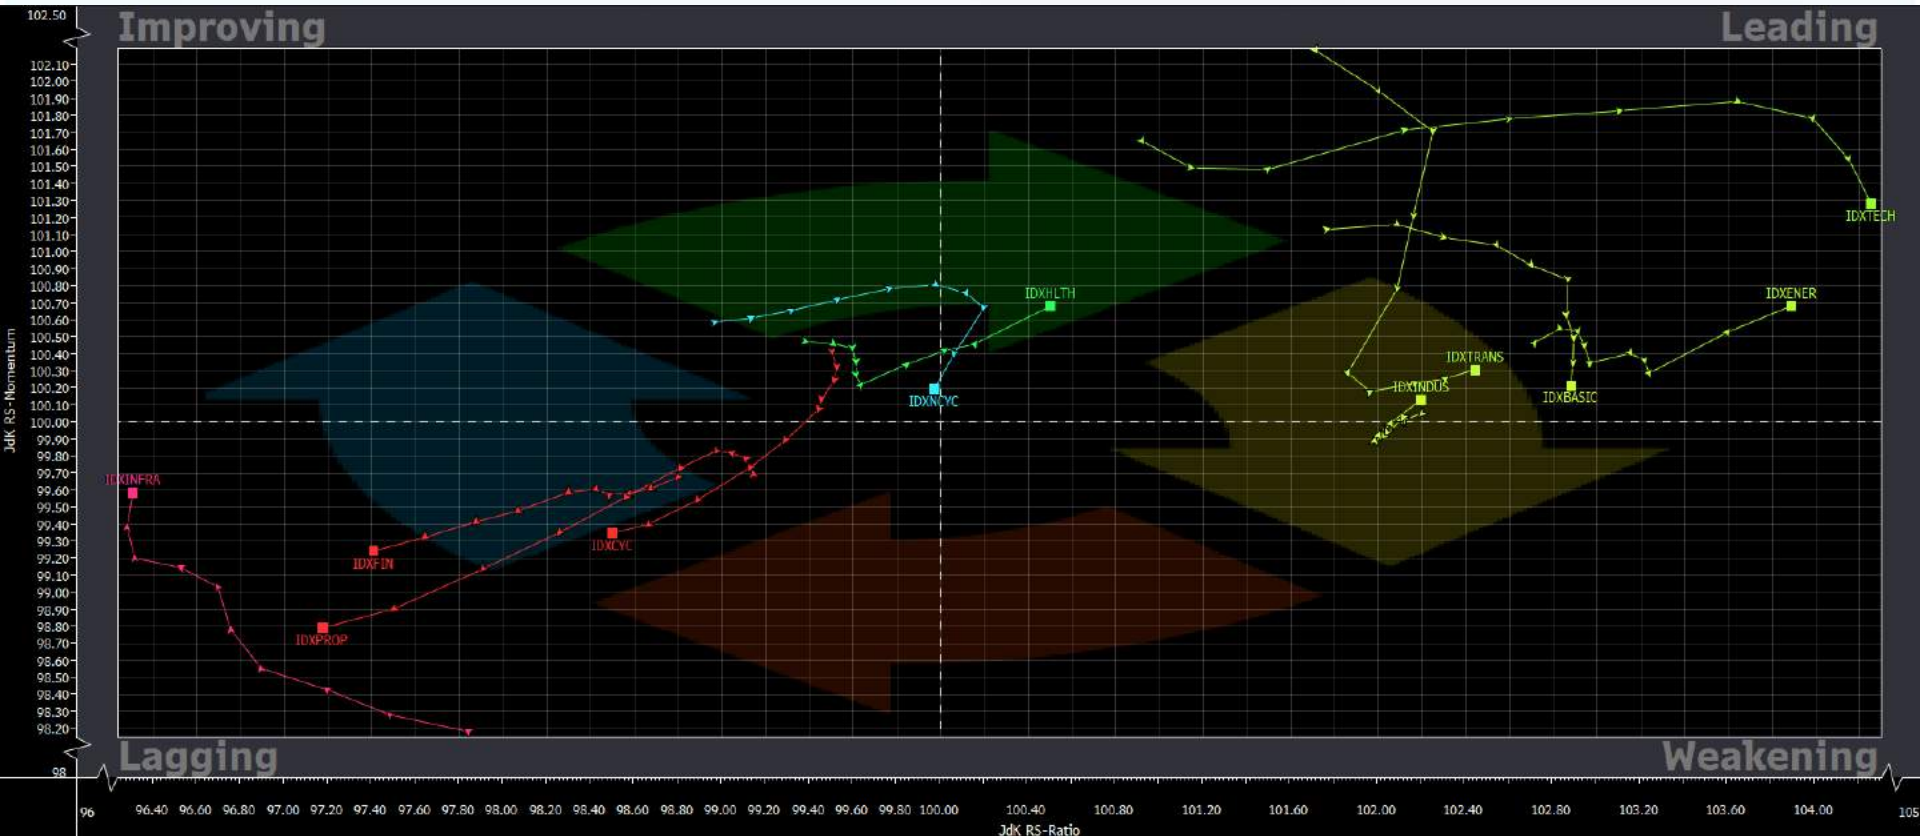 Improving
Leading
102.50
102.10
102.00
101.90
101.80
101.70
101.60
101.50
101.40
101.30
101.20
101.10
101.00
100.90
100.80
100.70
100.60
100.50
100.40
100.30
100.20
100.10
100.00
99.90
99.80
99.70
99.60
99.50
99.40
99.30
99.20
99.10
99.00
98.90
98.80
98.70
98.60
98.50
98.40
98.30
98.20
98
JdK RS-Momentum
IDXTECH
IDXHLTH
IDXENER
IDXTRANS
IDXINDUS
IDXBASIC
IDXNCYC
IDXINFRA
IDXCYC
IDXFIN
IDXPROP
Lagging
Weakening
96 96.40 96.60 96.80 97.00 97.20 97.40 97.60 97.80 98.00 98.20 98.40 98.60 98.80 99.00 99.20 99.40 99.60 99.80 100.00 100.40 100.80 101.20 101.60 102.00 102.40 102.80 103.20 103.60 104.00 105
JdK RS-Ratio